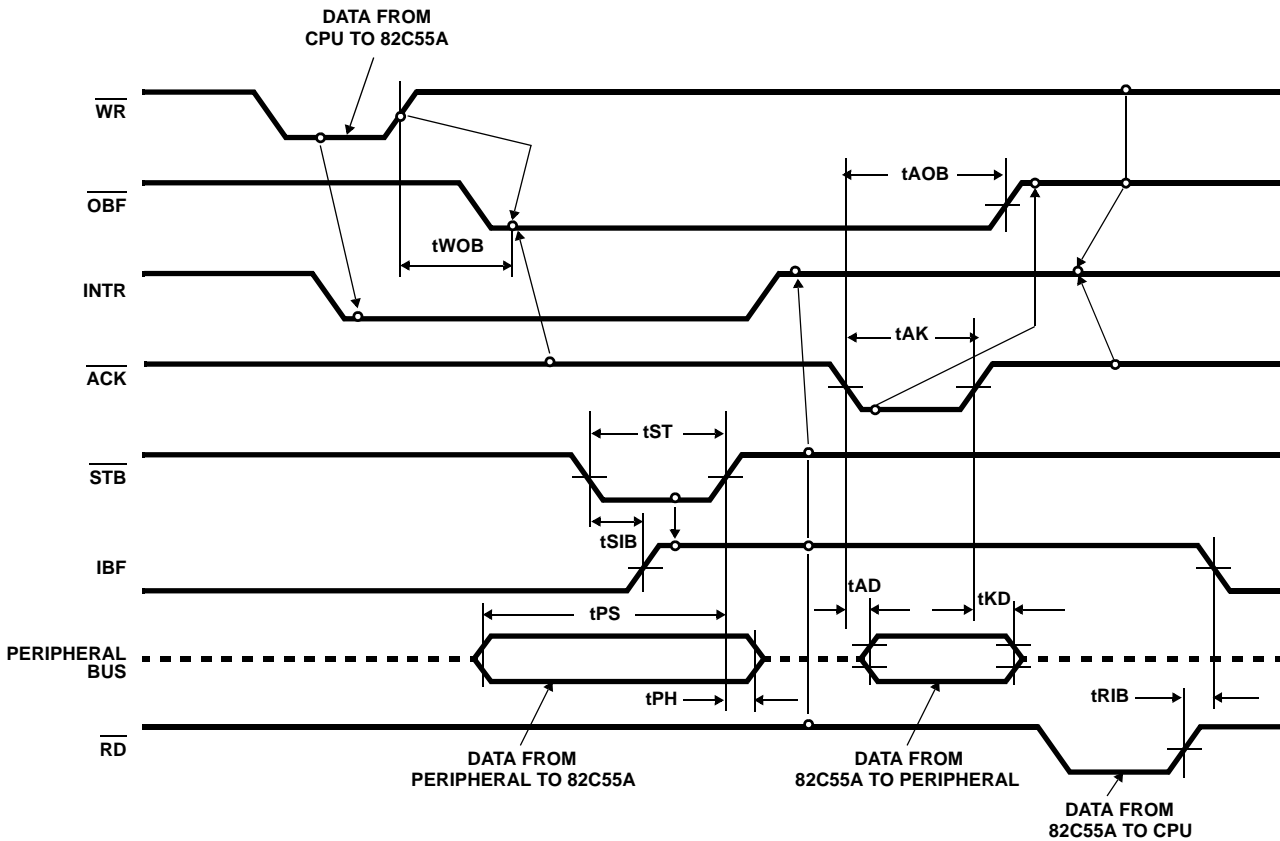 DATA FROM
CPU TO 82C55A
WR
tAOB
OBF
tWOB
INTR
tAK
ACK
tST
STB
tSIB
IBF
tAD
tKD
tPS
PERIPHERAL
BUS
tPH
tRIB
RD
DATA FROM
PERIPHERAL TO 82C55A
DATA FROM
82C55A TO PERIPHERAL
DATA FROM
82C55A TO CPU